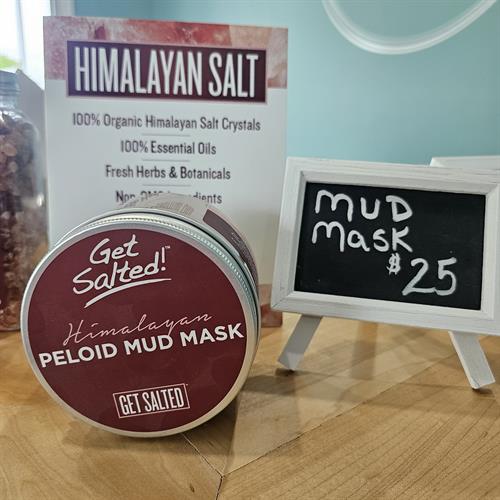 HIMALAYAN SALT
100% Organic Himalayan Salt Crystals
100% Essential Oils
Fresh Herbs & Botanicals
Get
Salted!™
Himalayan
PELOID MUD MASK
GET SALTED
MUD
Mask
$25